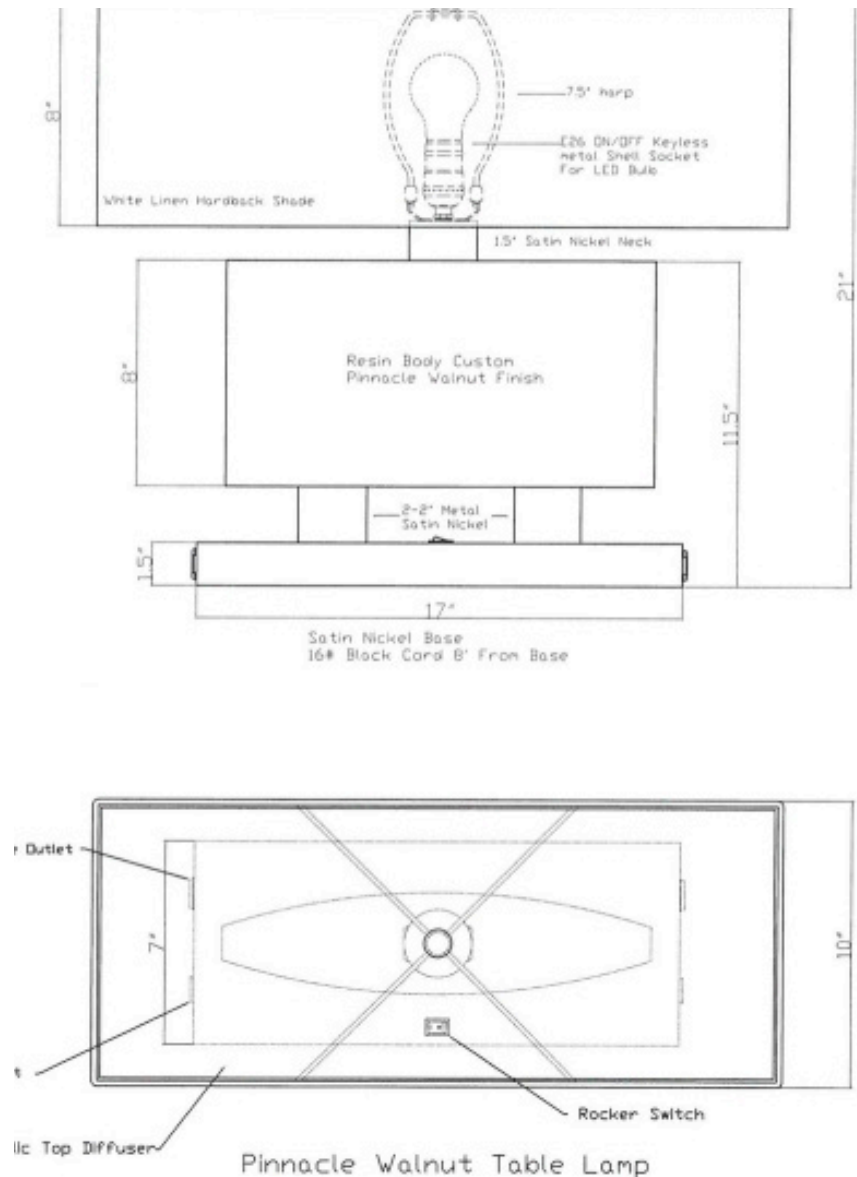 8"
7.5" harp
E26 ON/OFF Keyless
metal Shell Socket
For LED Bulb
White Linen Hardback Shade
1.5" Satin Nickel Neck
21"
Resin Body Custom
Pinnacle Walnut Finish
8"
11.5"
2-2" Metal
Satin Nickel
1.5"
17"
Satin Nickel Base
16# Black Cord 8' From Base
Outlet
7"
10"
Rocker Switch
Top Diffuser
Pinnacle Walnut Table Lamp